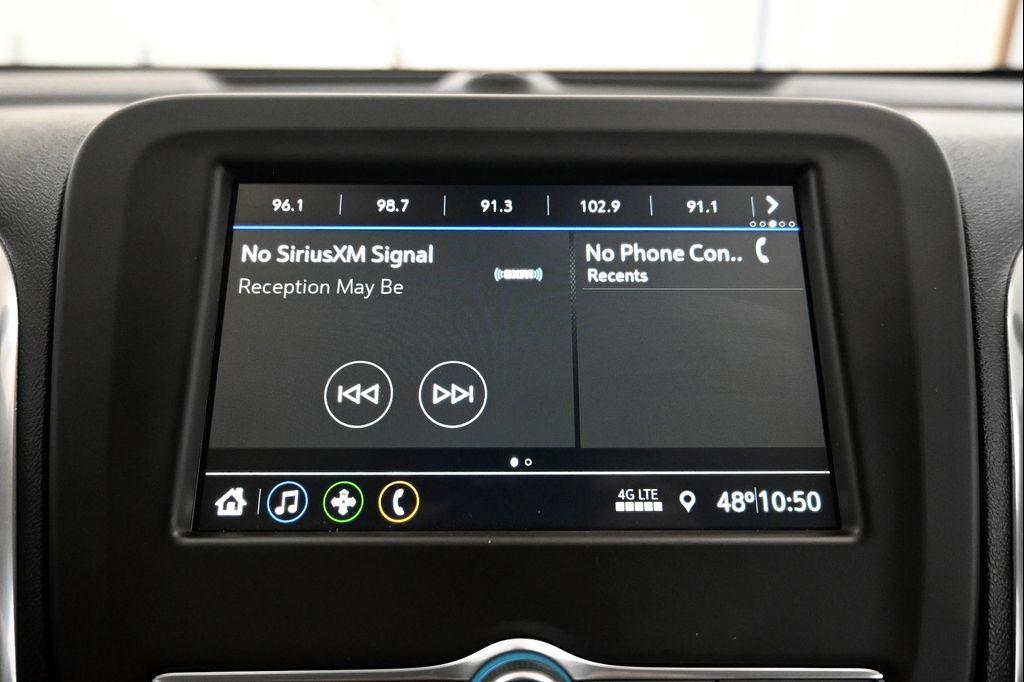 96.1 98.7 91.3 102.9 91.1
No SiriusXM Signal
Reception May Be
sxm
No Phone Con..
Recents
4G LTE
48° 10:50